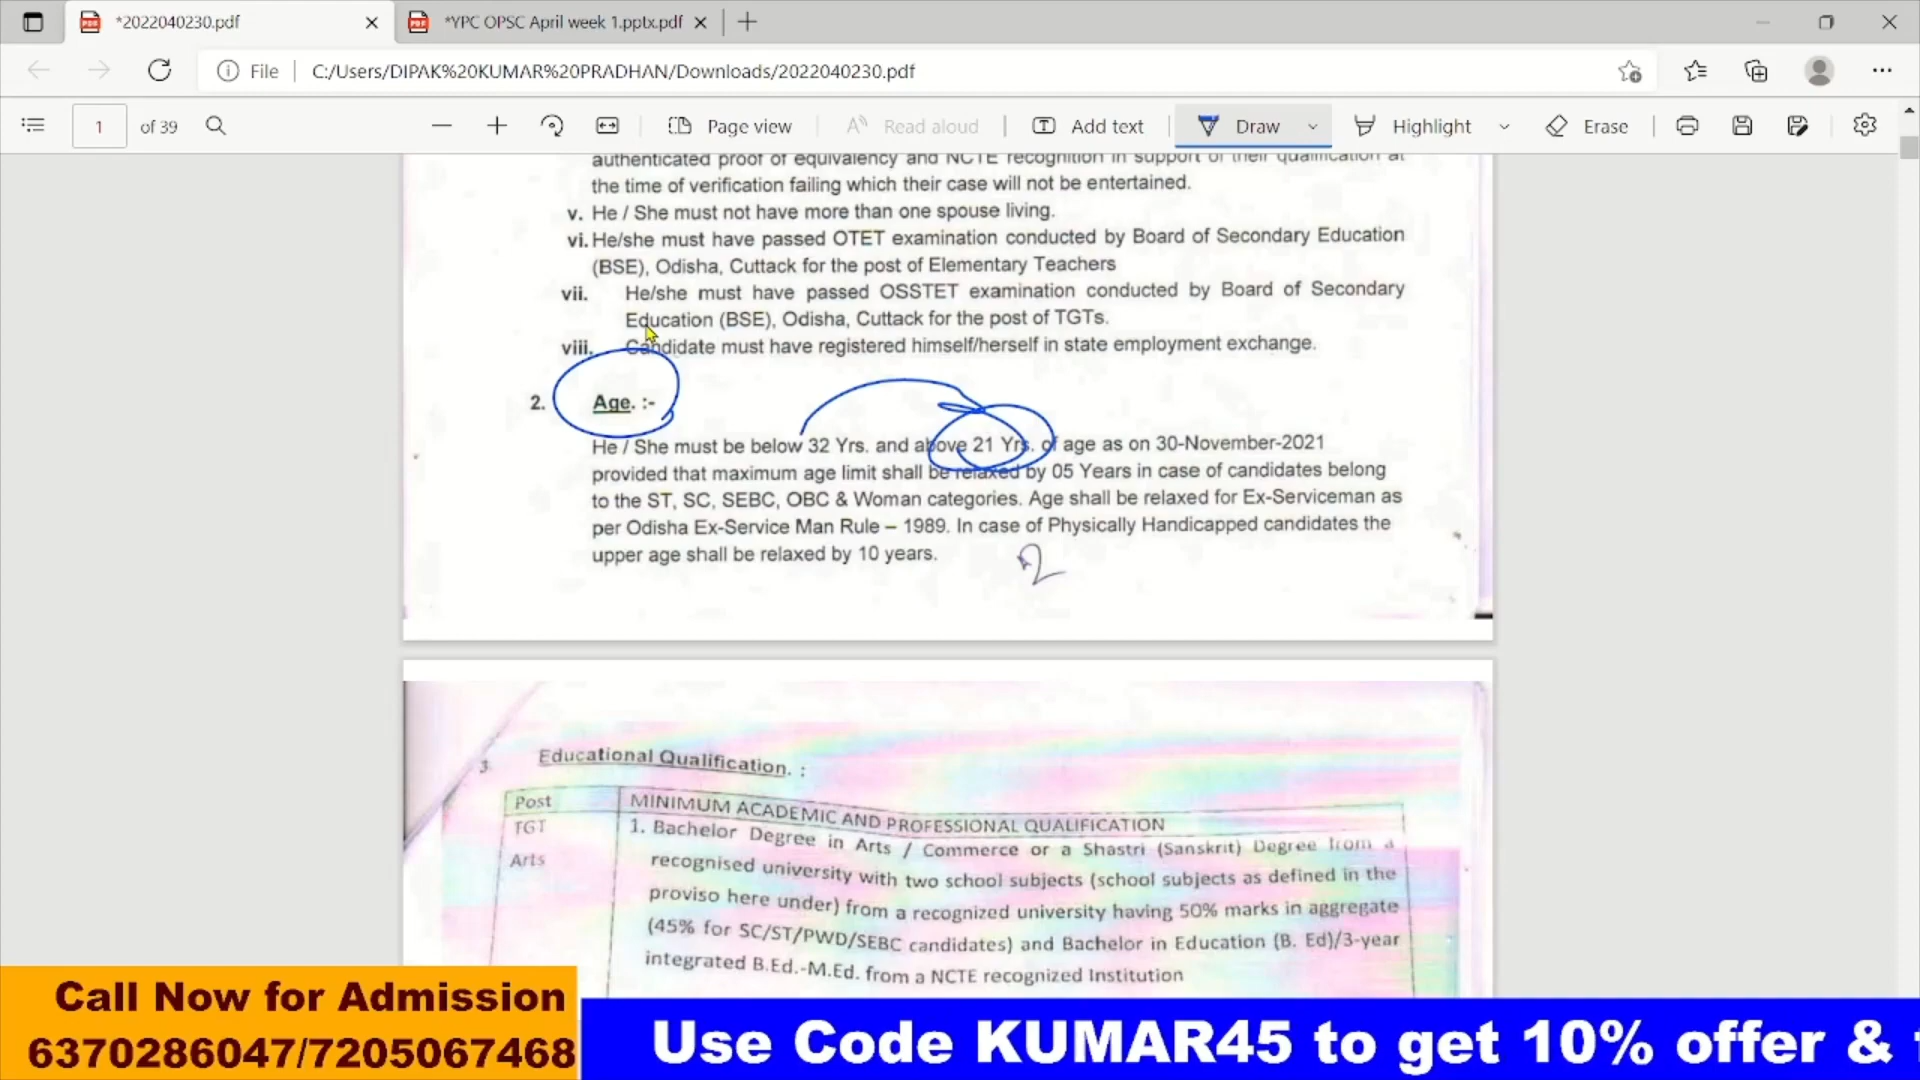 *2022040230.pdf
*YPC OPSC April week 1.pptx.pdf
File
C:/Users/DIPAK%20KUMAR%20PRADHAN/Downloads/2022040230.pdf
1 of 39
Page view
Read aloud
Add text
Draw
Highlight
Erase
authenticated proof of equivalency and NCTE recognition in support of their qualification at
the time of verification failing which their case will not be entertained.
v. He / She must not have more than one spouse living.
vi. He/she must have passed OTET examination conducted by Board of Secondary Education
(BSE), Odisha, Cuttack for the post of Elementary Teachers
vii. He/she must have passed OSSTET examination conducted by Board of Secondary
Education (BSE), Odisha, Cuttack for the post of TGTs.
viii. Candidate must have registered himself/herself in state employment exchange.
2. Age. :-
He / She must be below 32 Yrs. and above 21 Yrs. of age as on 30-November-2021
provided that maximum age limit shall be relaxed by 05 Years in case of candidates belong
to the ST, SC, SEBC, OBC & Woman categories. Age shall be relaxed for Ex-Serviceman as
per Odisha Ex-Service Man Rule – 1989. In case of Physically Handicapped candidates the
upper age shall be relaxed by 10 years.
3. Educational Qualification. :
Post MINIMUM ACADEMIC AND PROFESSIONAL QUALIFICATION
TGT 1. Bachelor Degree in Arts / Commerce or a Shastri (Sanskrit) Degree from a
Arts recognised university with two school subjects (school subjects as defined in the
proviso here under) from a recognized university having 50% marks in aggregate
(45% for SC/ST/PWD/SEBC candidates) and Bachelor in Education (B. Ed)/3-year
integrated B.Ed.-M.Ed. from a NCTE recognized Institution
Call Now for Admission
6370286047/7205067468
Use Code KUMAR45 to get 10% offer &